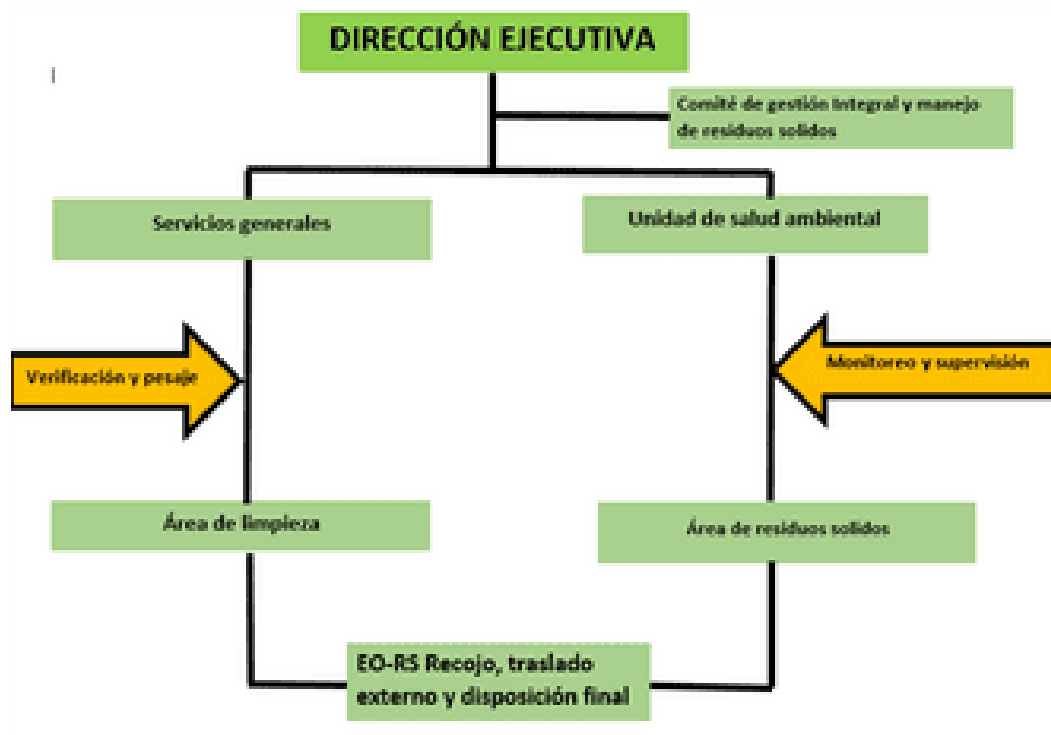 DIRECCIÓN EJECUTIVA
Comité de gestión Integral y manejo
de residuos solidos
Servicios generales
Unidad de salud ambiental
Verificación y pesaje
Monitoreo y supervisión
Área de limpieza
Área de residuos solidos
EO-RS Recojo, traslado
externo y disposición final